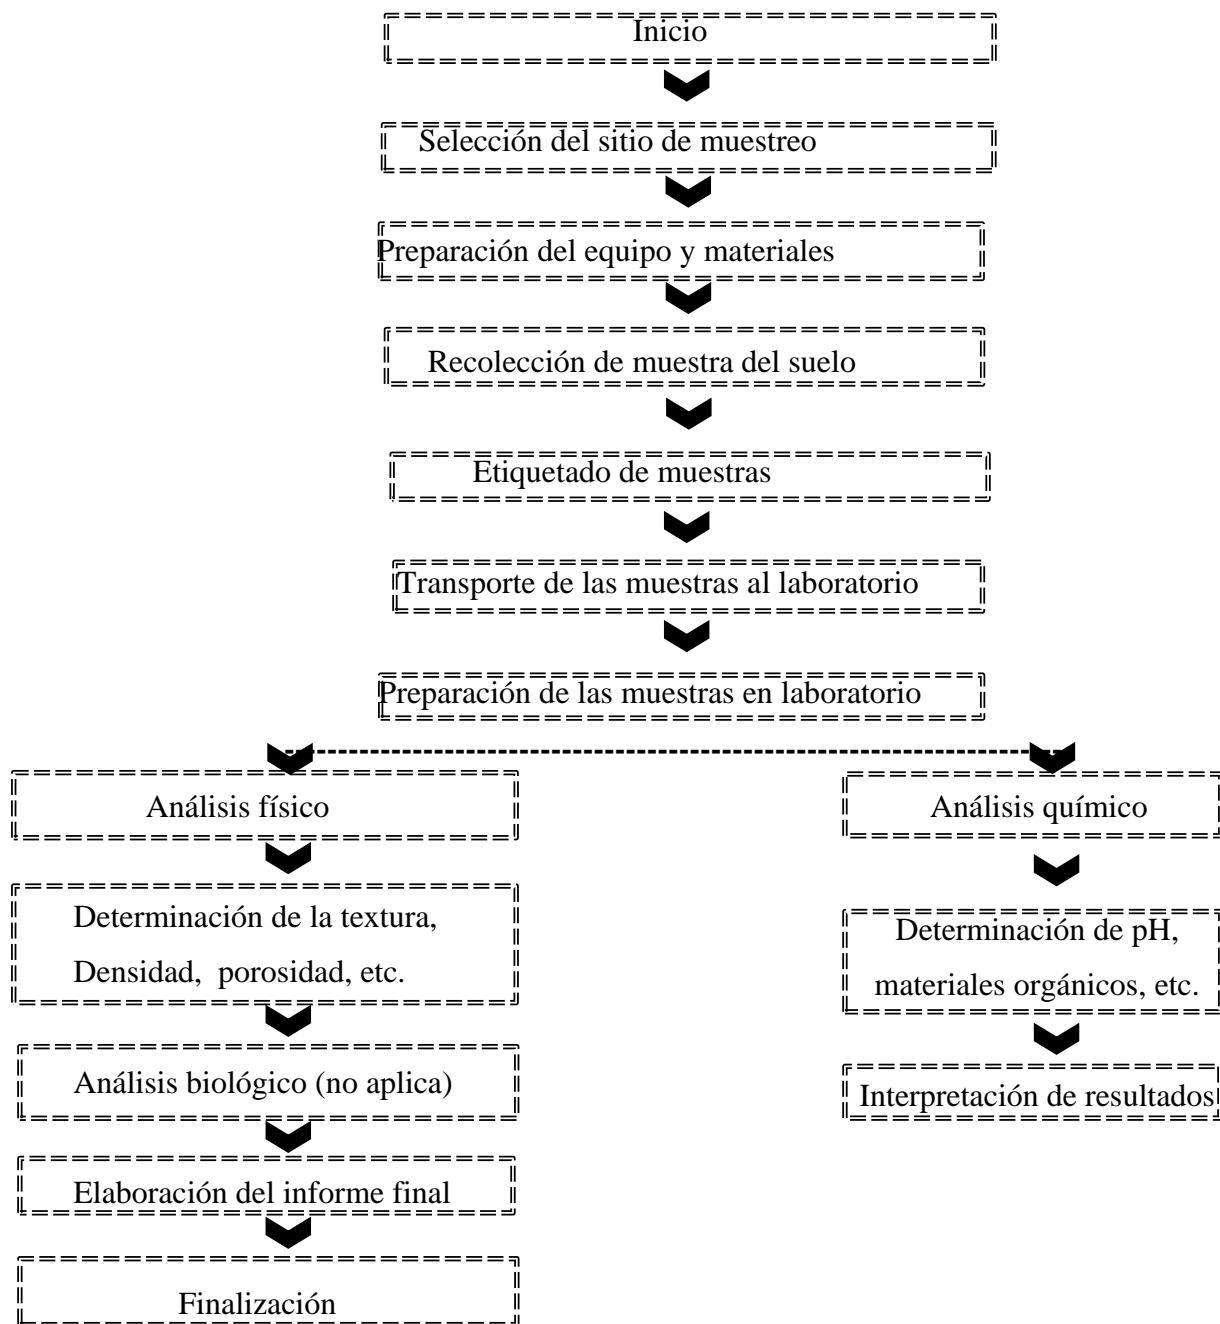 Inicio
Selección del sitio de muestreo
Preparación del equipo y materiales
Recolección de muestra del suelo
Etiquetado de muestras
Transporte de las muestras al laboratorio
Preparación de las muestras en laboratorio
Análisis físico
Determinación de la textura,
Densidad, porosidad, etc.
Análisis biológico (no aplica)
Elaboración del informe final
Finalización
Análisis químico
Determinación de pH,
materiales orgánicos, etc.
Interpretación de resultados